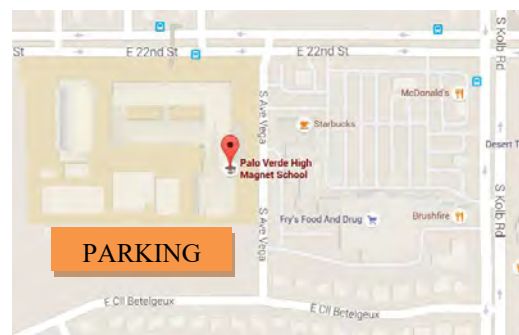 St
E 22nd St
E 22nd St
S Kolb Rd
McDonald's
Starbucks
S Ave Vega
Desert T
Palo Verde High
Magnet School
Fry's Food And Drug
Brushfire
S Kolb Rd
S Ave Vega
PARKING
E Cll Betelgeux
E Cll Betelgeux